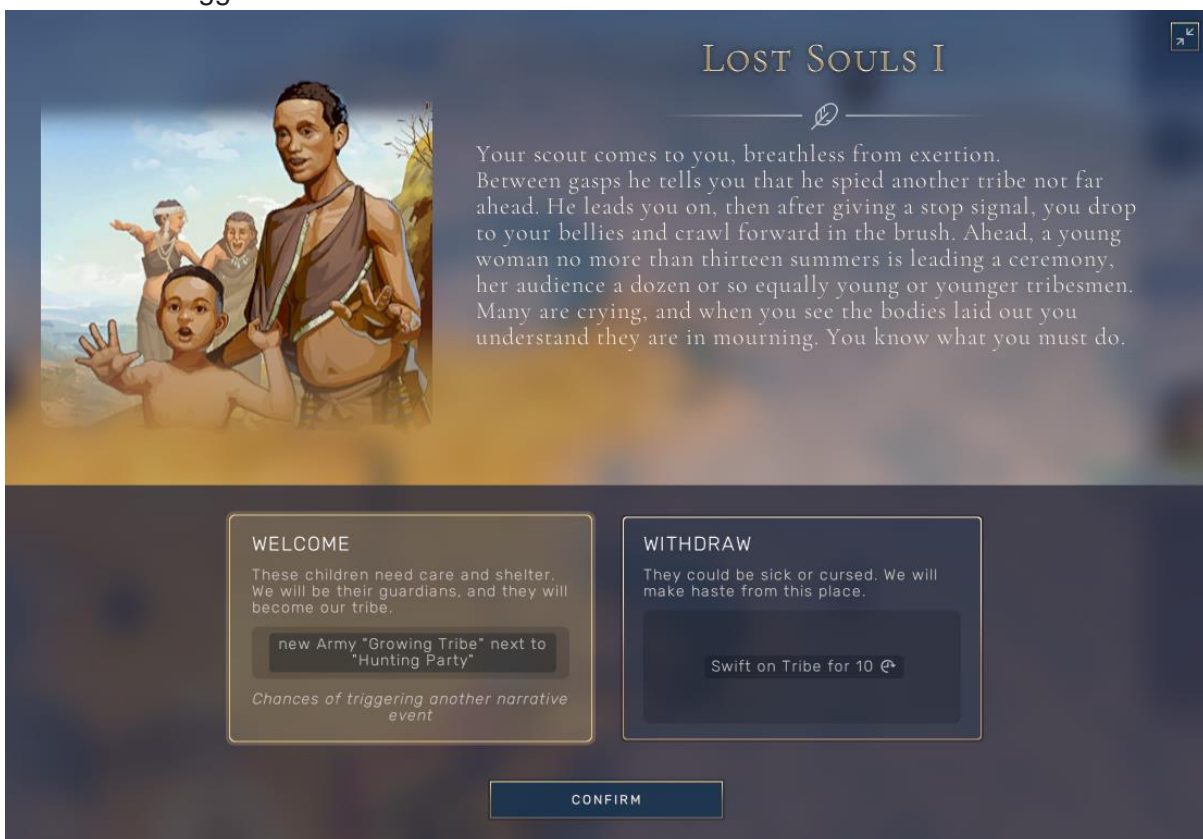 LOST SOULS I
Your scout comes to you, breathless from exertion.
Between gasps he tells you that he spied another tribe not far
ahead. He leads you on, then after giving a stop signal, you drop
to your bellies and crawl forward in the brush. Ahead, a young
woman no more than thirteen summers is leading a ceremony,
her audience a dozen or so equally young or younger tribesmen.
Many are crying, and when you see the bodies laid out you
understand they are in mourning. You know what you must do.
WELCOME
These children need care and shelter.
We will be their guardians, and they will
become our tribe.
new Army "Growing Tribe" next to
"Hunting Party"
Chances of triggering another narrative
event
WITHDRAW
They could be sick or cursed. We will
make haste from this place.
Swift on Tribe for 10
CONFIRM